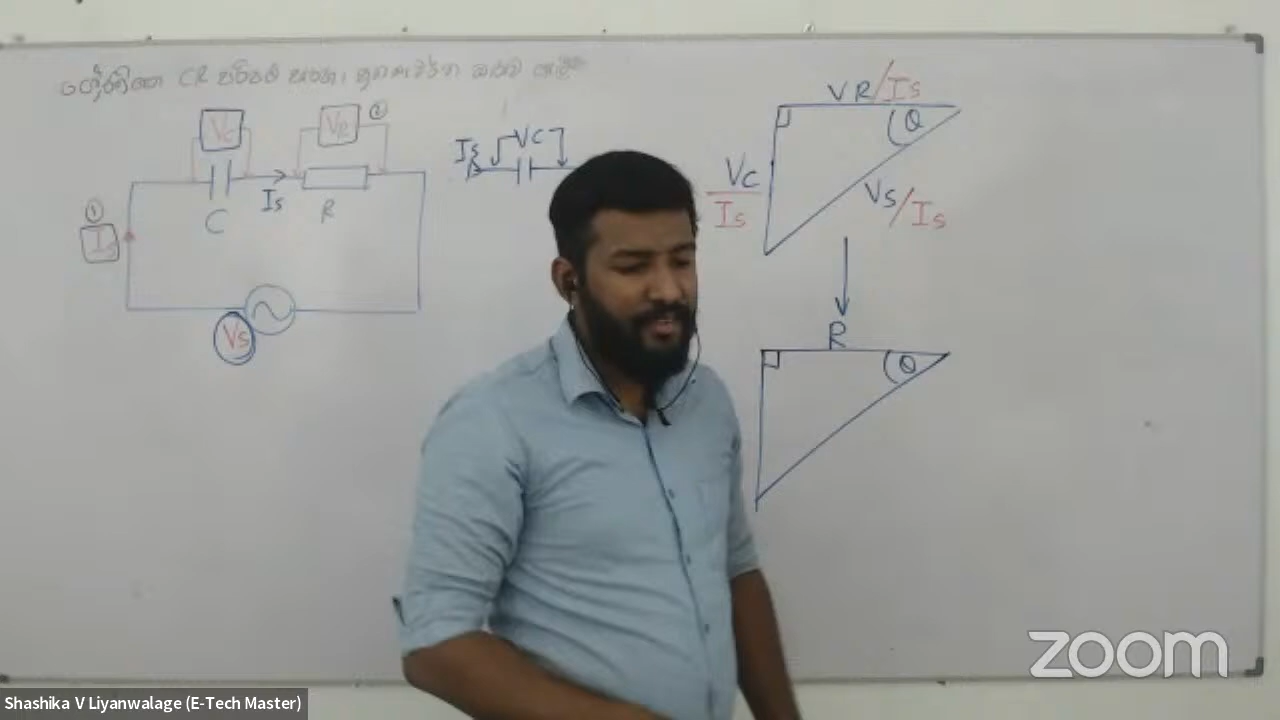 CR
Vc
VR
②
Is
Vc
①
Is
C
Is
R
Vs
VR/Is
θ
Vc
Is
Vs/Is
R
θ
zoom
Shashika V Liyanwalage (E-Tech Master)